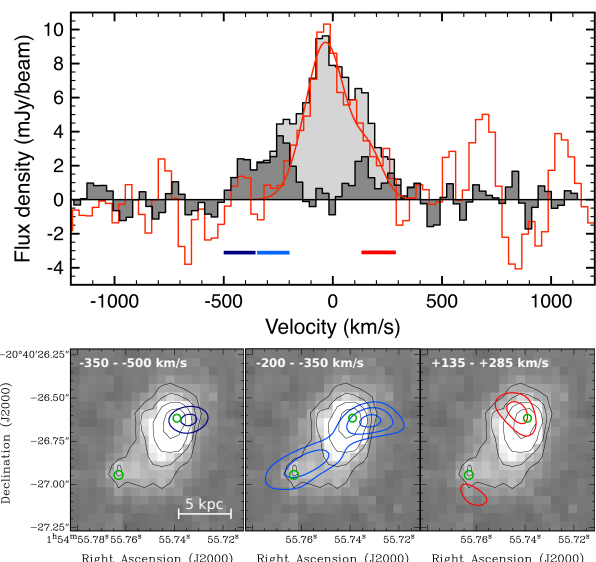 10
8
6
4
2
0
-2
-4
Flux density (mJy/beam)
-1000 -500 0 500 1000
Velocity (km/s)
-350 - -500 km/s -200 - -350 km/s +135 - +285 km/s
−20°40'26.25"
−26.50"
−26.75"
−27.00"
−27.25"
Declination (J2000)
5 kpc
1ʰ54ᵐ55.78ˢ55.76ˢ 55.74ˢ 55.72ˢ 55.76ˢ 55.74ˢ 55.72ˢ 55.76ˢ 55.74ˢ 55.72ˢ
Right Ascension (J2000) Right Ascension (J2000) Right Ascension (J2000)